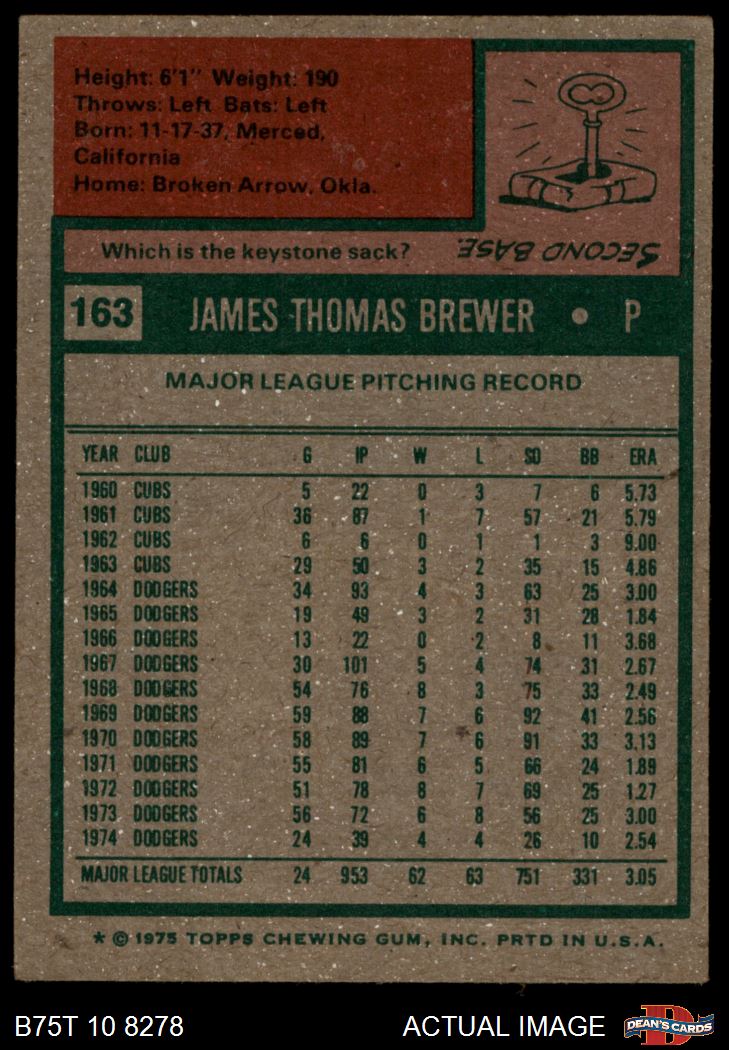 Height: 6'1" Weight: 190
Throws: Left Bats: Left
Born: 11-17-37, Merced,
California
Home: Broken Arrow, Okla.
Which is the keystone sack? SECOND BASE.
163 JAMES THOMAS BREWER • P
MAJOR LEAGUE PITCHING RECORD
YEAR CLUB G IP W L SO BB ERA
1960 CUBS 5 22 0 3 7 6 5.73
1961 CUBS 36 87 1 7 57 21 5.79
1962 CUBS 6 6 0 1 1 3 9.00
1963 CUBS 29 50 3 2 35 15 4.86
1964 DODGERS 34 93 4 3 63 25 3.00
1965 DODGERS 19 49 3 2 31 28 1.84
1966 DODGERS 13 22 0 2 8 11 3.68
1967 DODGERS 30 101 5 4 74 31 2.67
1968 DODGERS 54 76 8 3 75 33 2.49
1969 DODGERS 59 88 7 6 92 41 2.56
1970 DODGERS 58 89 7 6 91 33 3.13
1971 DODGERS 55 81 6 5 66 24 1.89
1972 DODGERS 51 78 8 7 69 25 1.27
1973 DODGERS 56 72 6 8 56 25 3.00
1974 DODGERS 24 39 4 4 26 10 2.54
MAJOR LEAGUE TOTALS 24 953 62 63 751 331 3.05
* © 1975 TOPPS CHEWING GUM, INC. PRTD IN U.S.A.
B75T 10 8278 ACTUAL IMAGE D DEAN'S CARDS